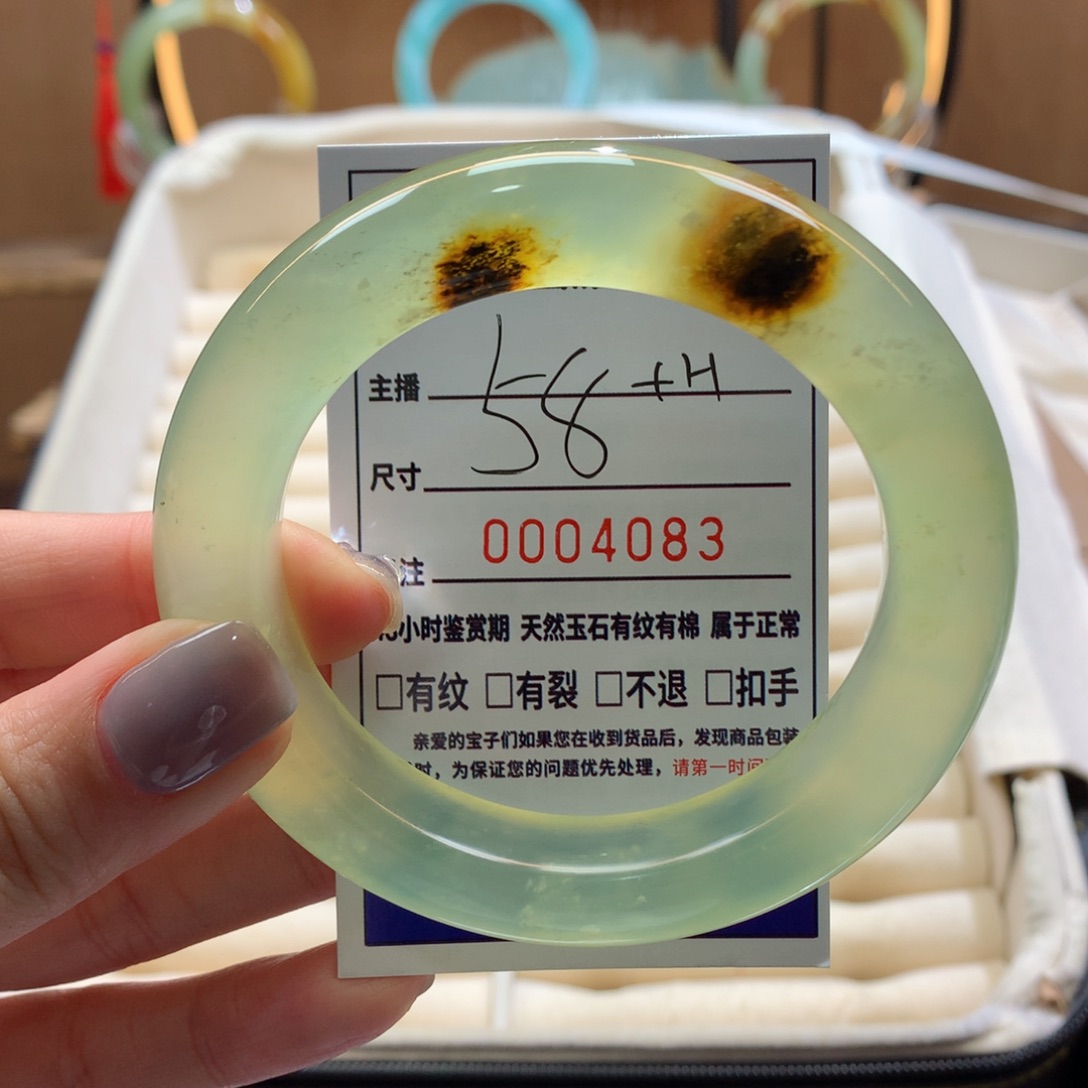 主播 58+H
尺寸
0004083
注
小时鉴赏期 天然玉石有纹有棉 属于正常
□有纹 □有裂 □不退 □扣手
亲爱的宝子们如果您在收到货品后，发现商品包装
时，为保证您的问题优先处理，请第一时间